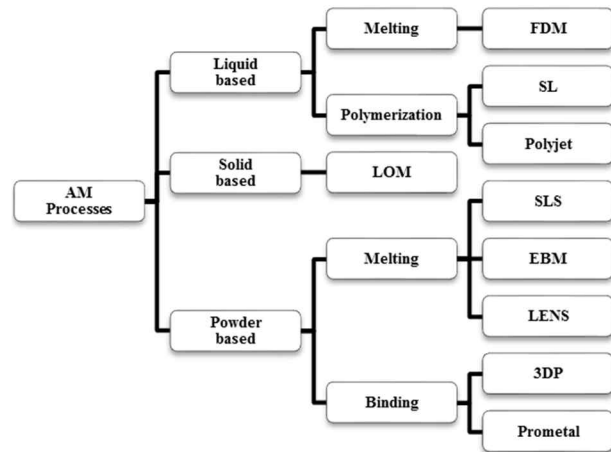 AM
Processes
Liquid
based
Melting
FDM
Polymerization
SL
Polyjet
Solid
based
LOM
Powder
based
Melting
SLS
EBM
LENS
Binding
3DP
Prometal